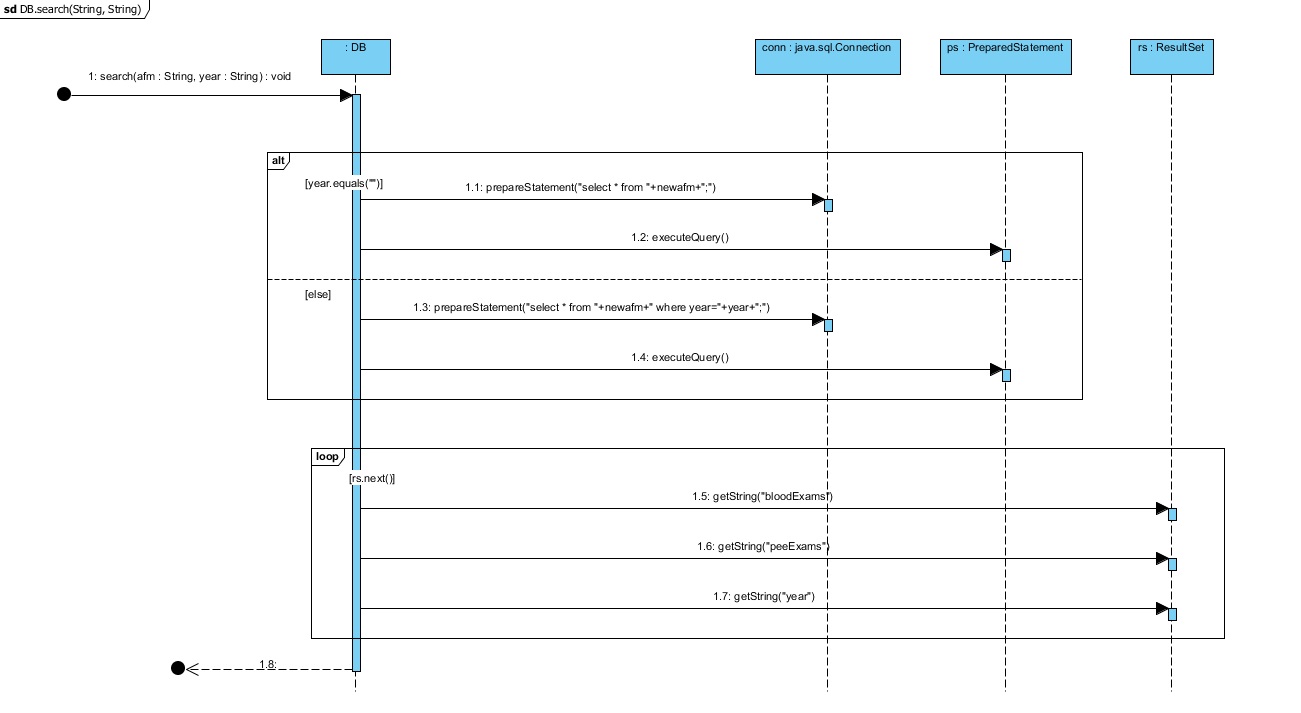 sd DB.search(String, String)
: DB
conn : java.sql.Connection
ps : PreparedStatement
rs : ResultSet
1: search(afm : String, year : String) : void
alt
[year.equals("")]
1.1: prepareStatement("select * from "+newafm+";")
1.2: executeQuery()
[else]
1.3: prepareStatement("select * from "+newafm+" where year="+year+";")
1.4: executeQuery()
loop
[rs.next()]
1.5: getString("bloodExams")
1.6: getString("peeExams")
1.7: getString("year")
1.8: